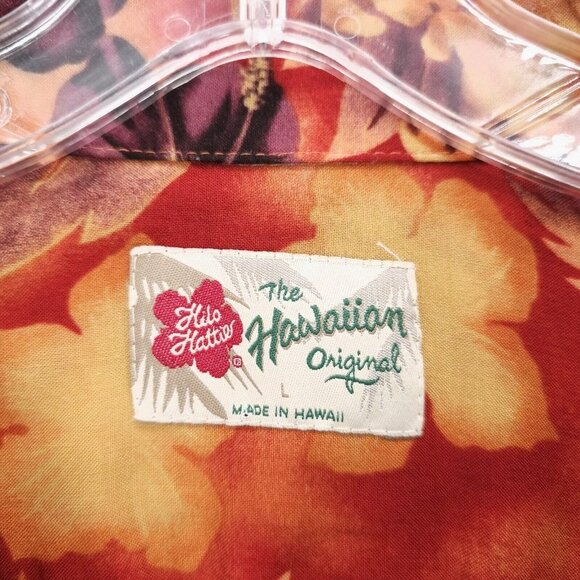 Hilo
Hattie
®
The
Hawaiian
Original
L
MADE IN HAWAII